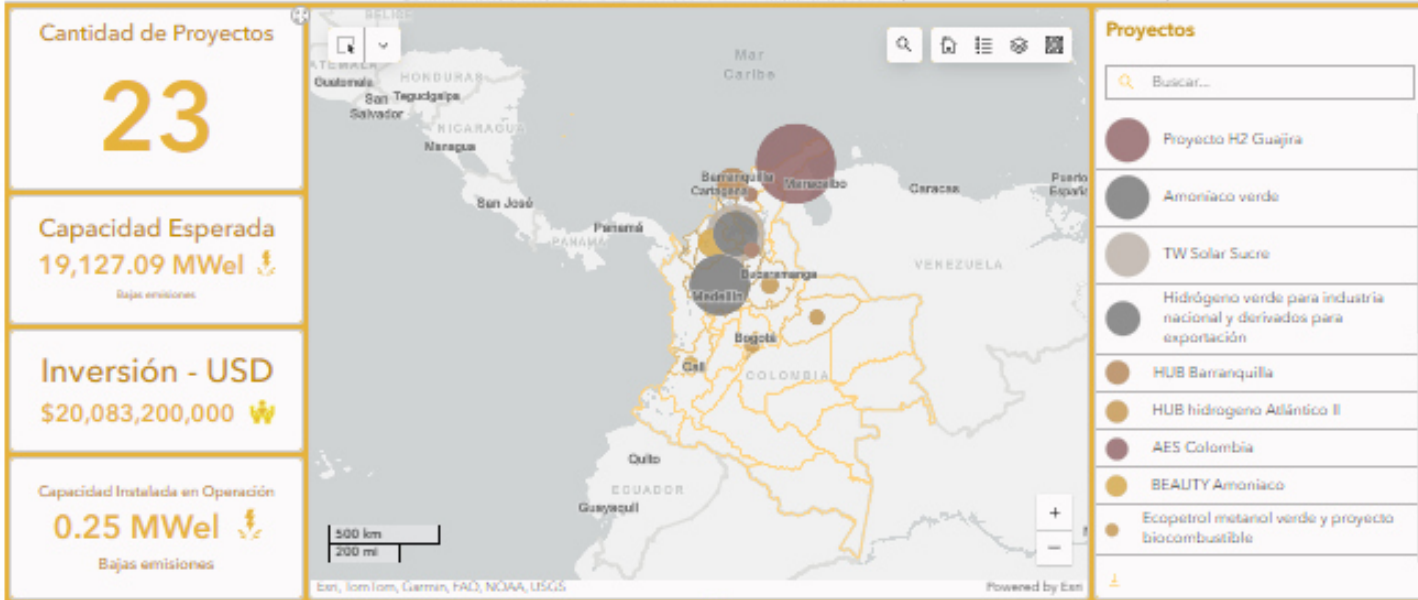 Cantidad de Proyectos
23
Capacidad Esperada
19,127.09 MWel
Bajas emisiones
Inversión - USD
$20,083,200,000
Capacidad Instalada en Operación
0.25 MWel
Bajas emisiones
BELIZE
GUATEMALA
Guatemala
HONDURAS
San Salvador
Tegucigalpa
NICARAGUA
Managua
San José
Panamá
PANAMÁ
Mar
Caribe
Barranquilla
Cartagena
Maracaibo
Caracas
Puerto
España
VENEZUELA
Bucaramanga
Medellín
Bogotá
Cali
COLOMBIA
Quito
ECUADOR
Guayaquil
500 km
200 mi
+
−
Esri, TomTom, Garmin, FAO, NOAA, USGS
Powered by Esri
Proyectos
Buscar...
Proyecto H2 Guajira
Amoníaco verde
TW Solar Sucre
Hidrógeno verde para industria
nacional y derivados para
exportación
HUB Barranquilla
HUB hidrogeno Atlántico II
AES Colombia
BEAUTY Amoniaco
Ecopetrol metanol verde y proyecto
biocombustible